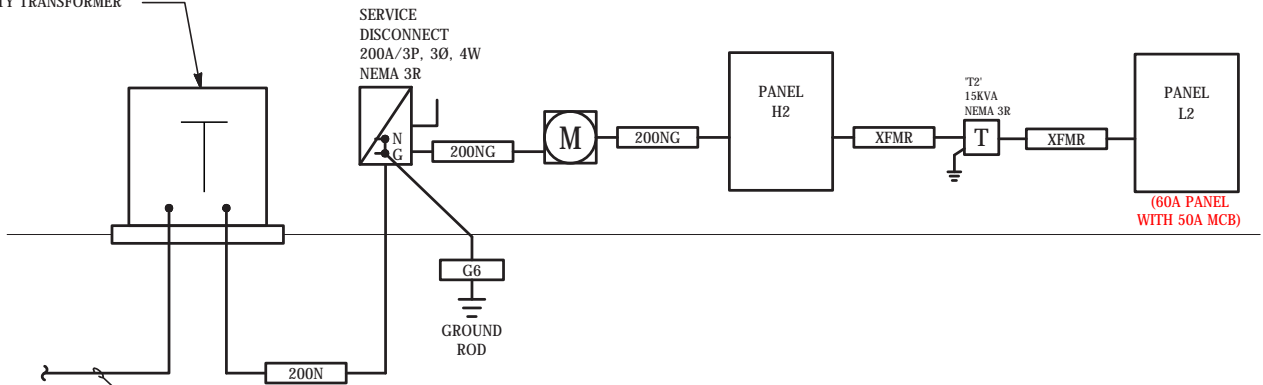 TRANSFORMER
SERVICE
DISCONNECT
200A/3P, 3Ø, 4W
NEMA 3R
N
G
200NG
M
200NG
PANEL
H2
XFMR
'T2'
15KVA
NEMA 3R
T
XFMR
PANEL
L2
(60A PANEL
WITH 50A MCB)
T
G6
GROUND
ROD
200N